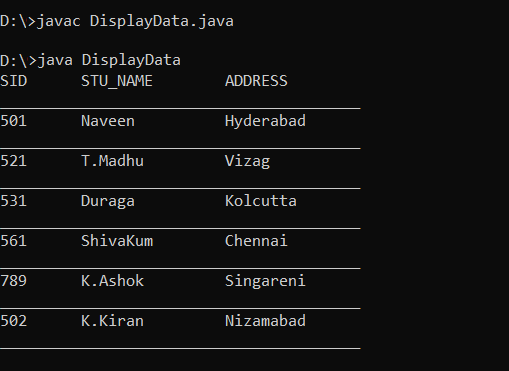 D:\>javac DisplayData.java
D:\>java DisplayData
SID STU_NAME ADDRESS
501 Naveen Hyderabad
521 T.Madhu Vizag
531 Duraga Kolcutta
561 ShivaKum Chennai
789 K.Ashok Singareni
502 K.Kiran Nizamabad